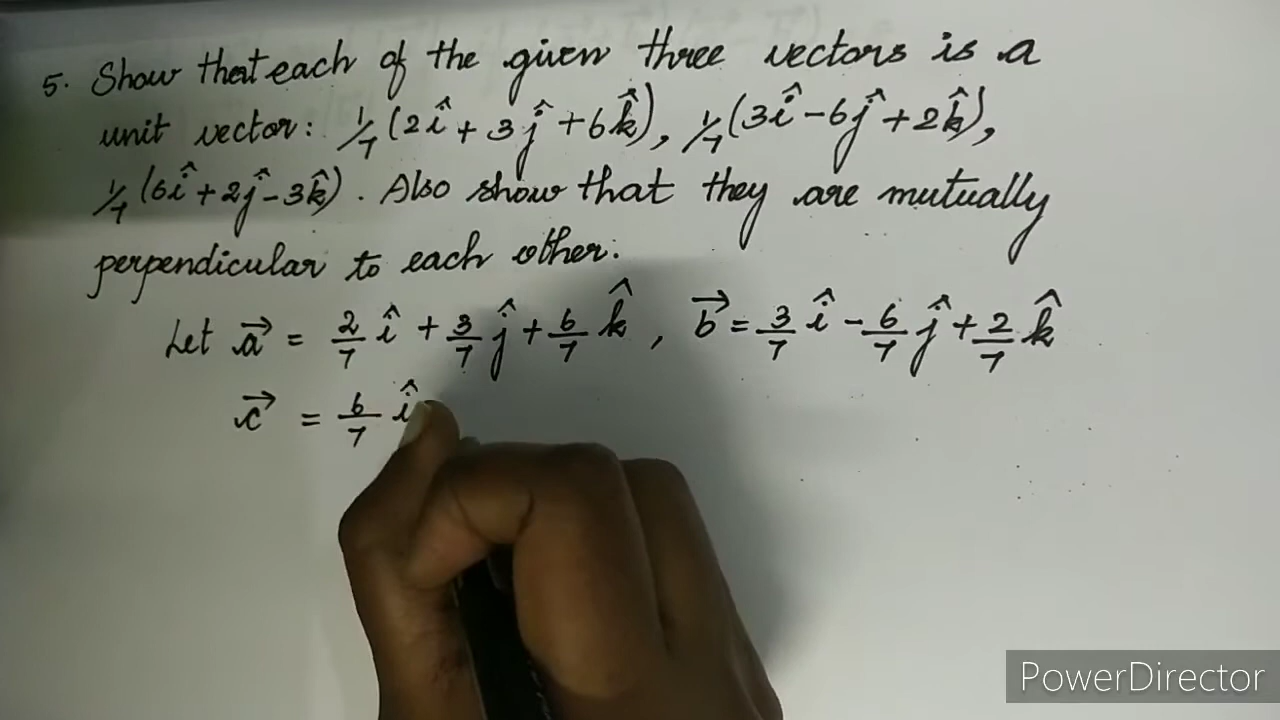 5. Show that each of the given three vectors is a
unit vector: 1/7 (2î + 3ĵ + 6k̂), 1/7 (3î - 6ĵ + 2k̂),
1/7 (6î + 2ĵ - 3k̂). Also show that they are mutually
perpendicular to each other.
Let a⃗ = 2/7 î + 3/7 ĵ + 6/7 k̂, b⃗ = 3/7 î - 6/7 ĵ + 2/7 k̂
c⃗ = 6/7 î
PowerDirector